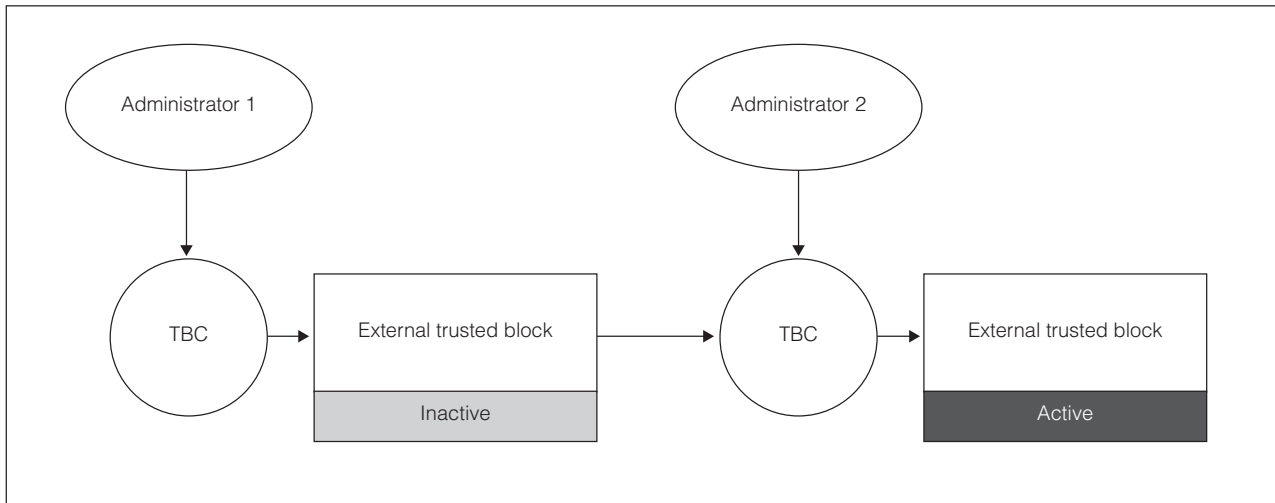 Administrator 1
Administrator 2
TBC
External trusted block
TBC
External trusted block
Inactive
Active